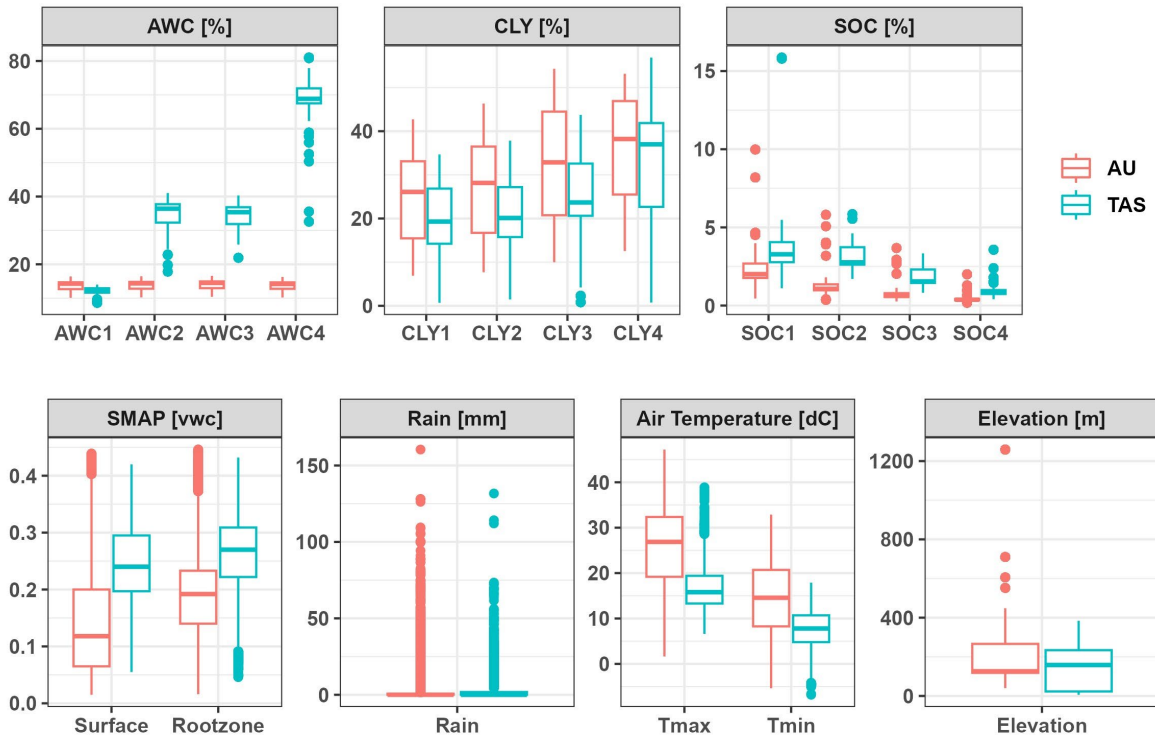 AWC [%] CLY [%] SOC [%]
80
60
40
20
AWC1 AWC2 AWC3 AWC4
40
20
0
CLY1 CLY2 CLY3 CLY4
15
10
5
0
SOC1 SOC2 SOC3 SOC4
AU
TAS
SMAP [vwc] Rain [mm] Air Temperature [dC] Elevation [m]
0.4
0.3
0.2
0.1
0.0
Surface Rootzone
150
100
50
0
Rain
40
30
20
10
0
Tmax Tmin
1200
800
400
0
Elevation